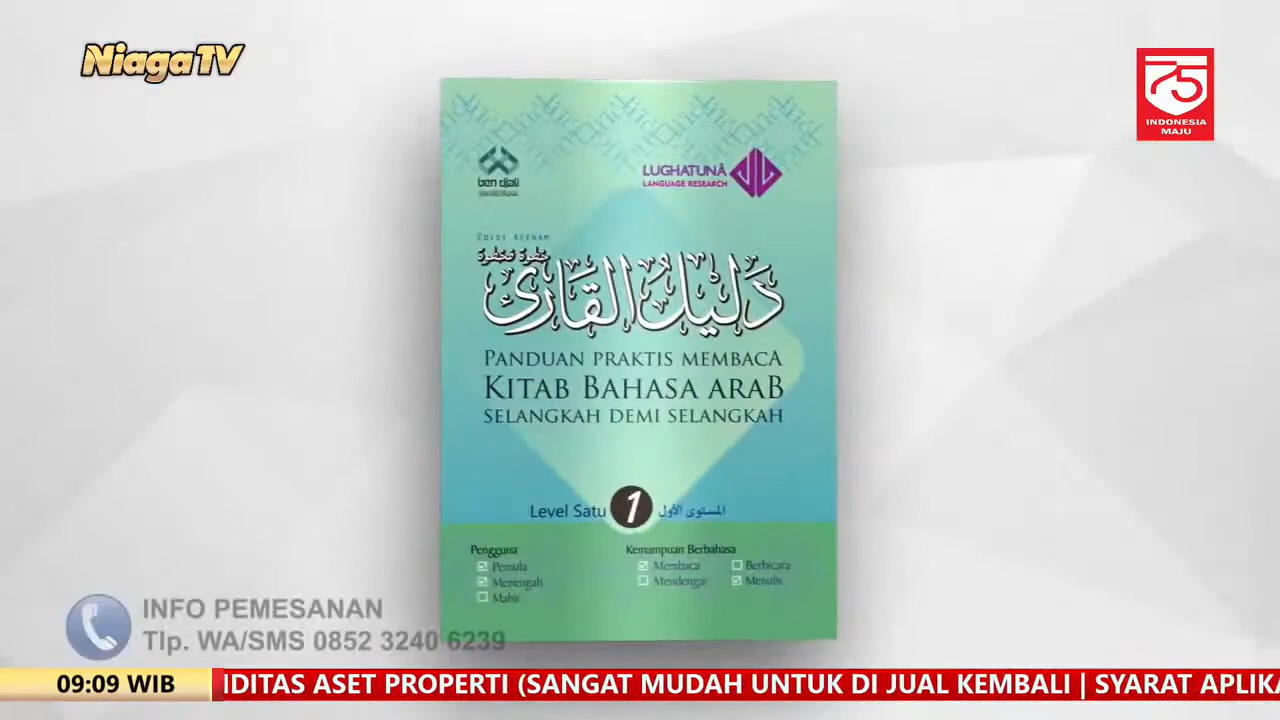 NiagaTV
75
INDONESIA
MAJU
ben djali
LUGHATUNÂ
LANGUAGE RESEARCH
EDISI KEENAM
خطوة فخطوة
دَلِيْلُ الْقَارِئ
PANDUAN PRAKTIS MEMBACA
KITAB BAHASA ARAB
SELANGKAH DEMI SELANGKAH
Level Satu 1 المستوى الأول
Pengguna
Pemula
Menengah
Mahir
Kemampuan Berbahasa
Membaca
Berbicara
Mendengar
Menulis
INFO PEMESANAN
Tlp. WA/SMS 0852 3240 6239
09:09 WIB
IDITAS ASET PROPERTI (SANGAT MUDAH UNTUK DI JUAL KEMBALI | SYARAT APLIKA